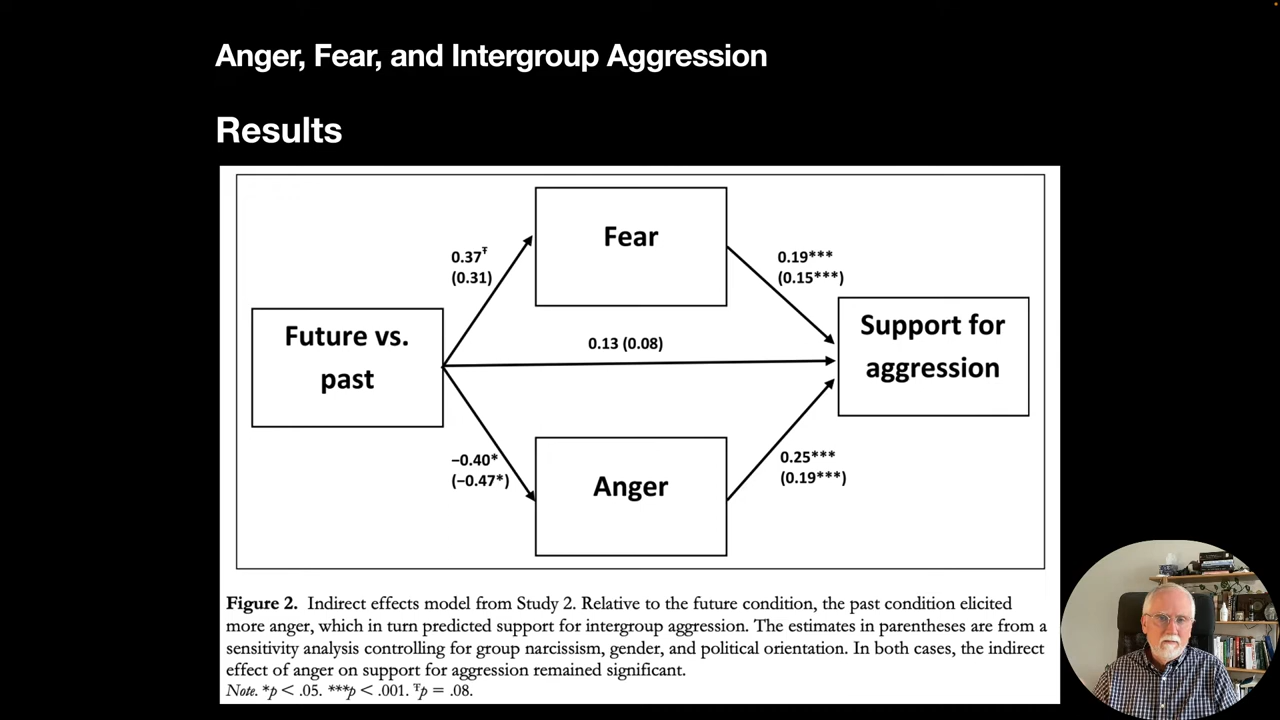 Anger, Fear, and Intergroup Aggression
Results
Fear
0.37Ŧ
(0.31)
0.19***
(0.15***)
Future vs.
past
0.13 (0.08)
Support for
aggression
−0.40*
(−0.47*)
Anger
0.25***
(0.19***)
Figure 2. Indirect effects model from Study 2. Relative to the future condition, the past condition elicited
more anger, which in turn predicted support for intergroup aggression. The estimates in parentheses are from a
sensitivity analysis controlling for group narcissism, gender, and political orientation. In both cases, the indirect
effect of anger on support for aggression remained significant.
Note. *p < .05. ***p < .001. Ŧp = .08.